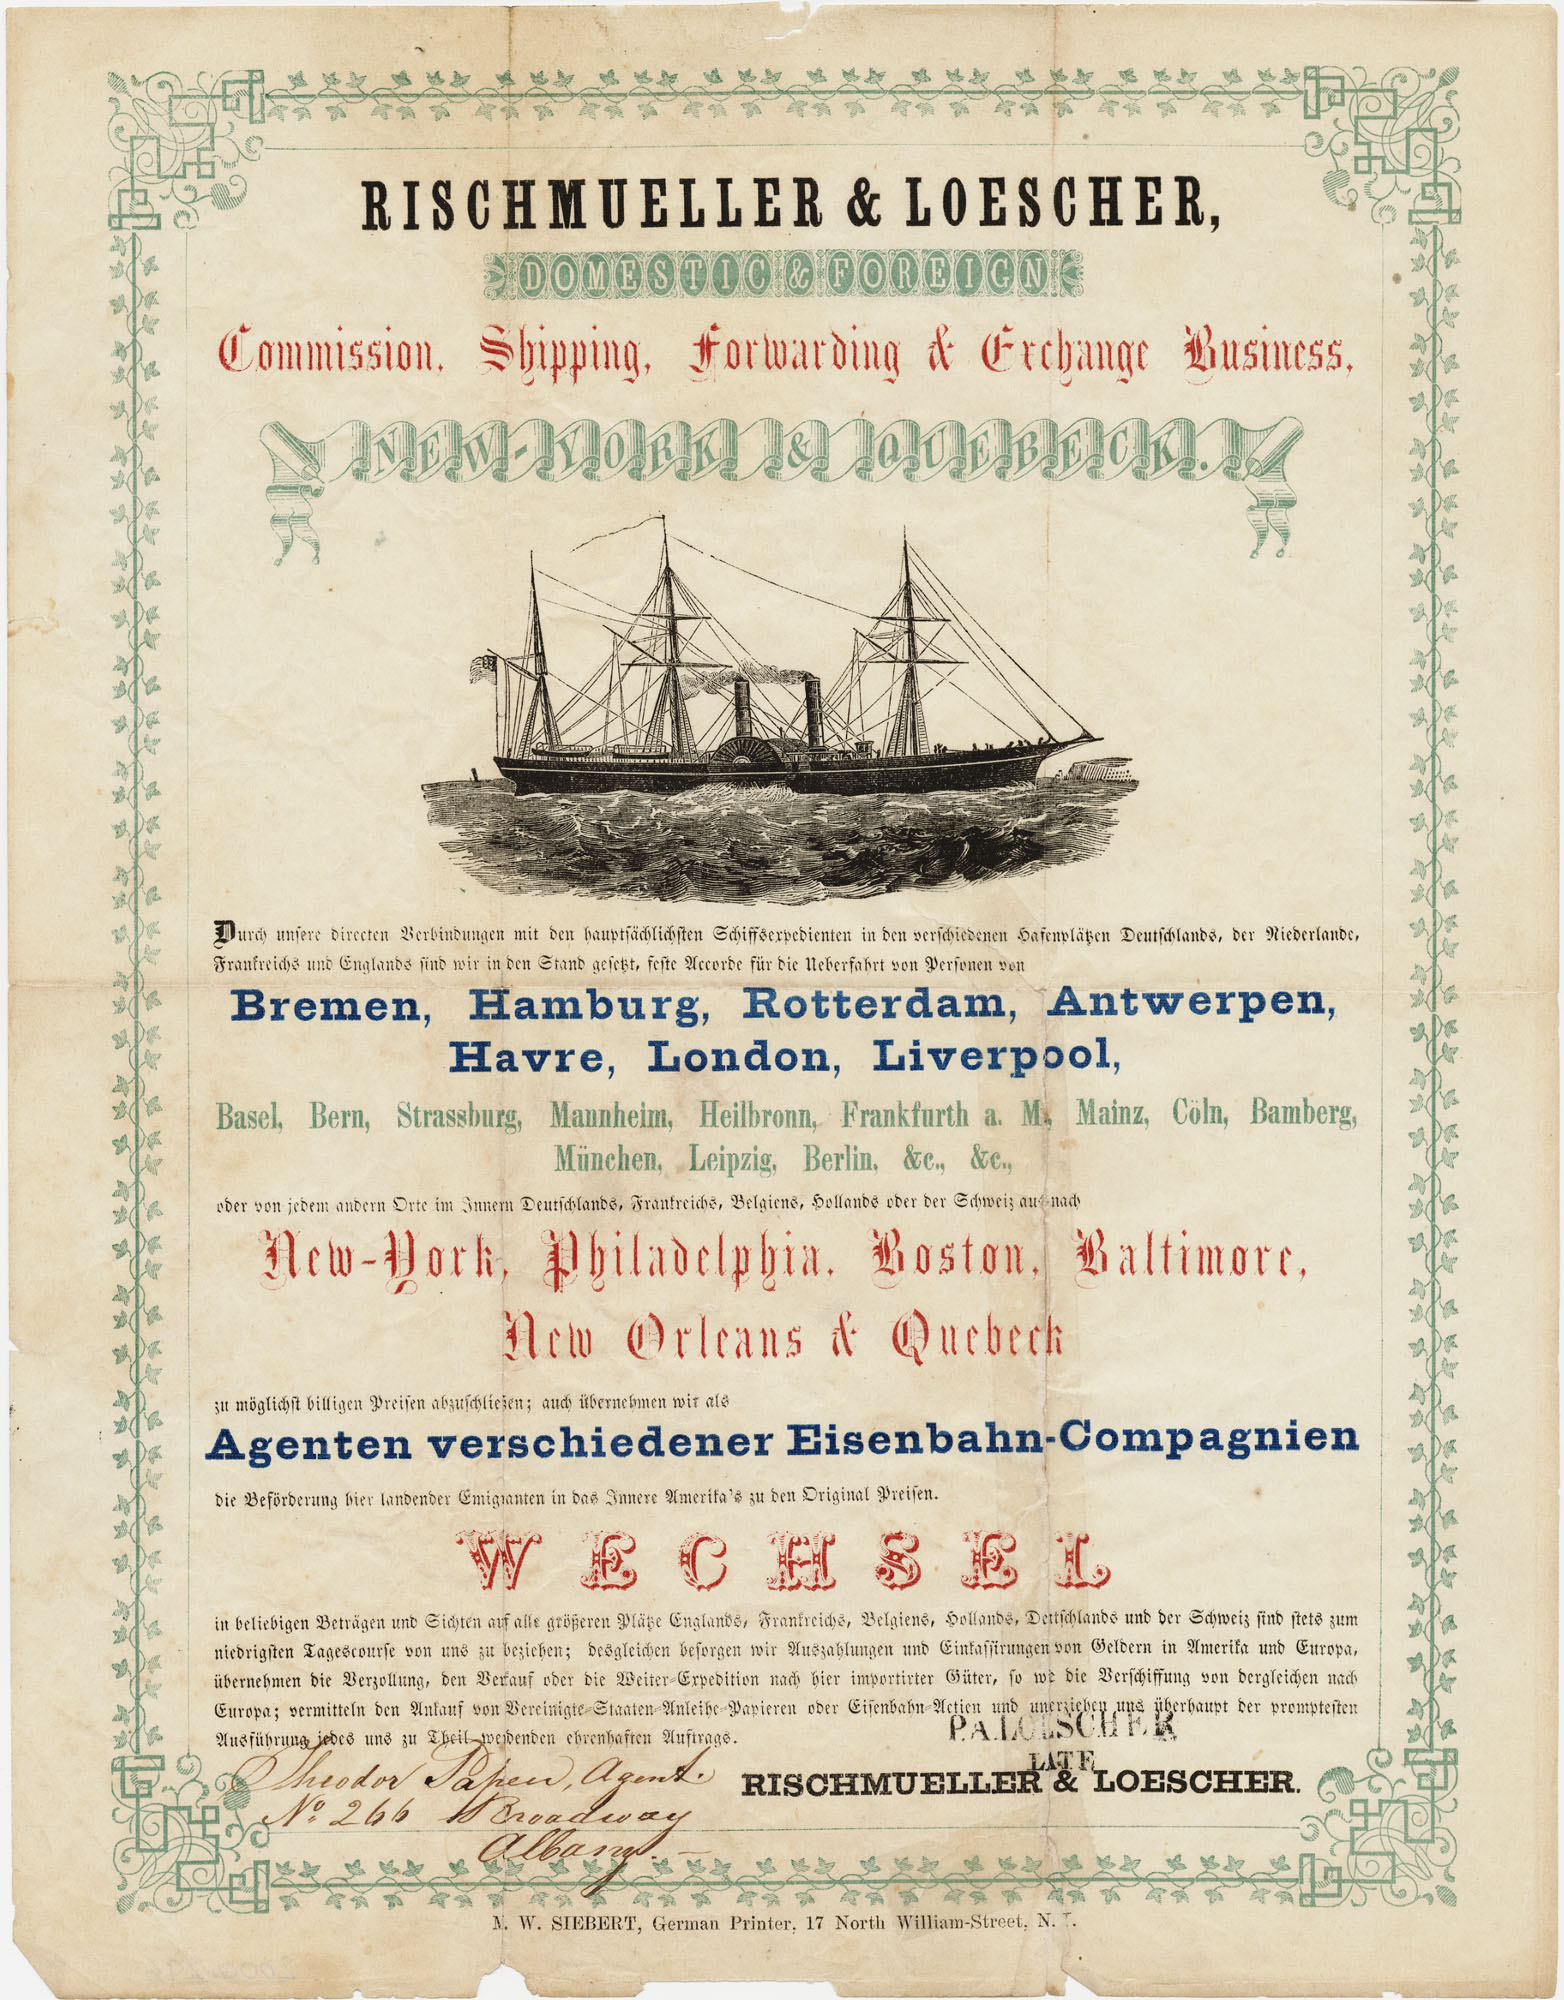 RISCHMUELLER & LOESCHER,
DOMESTIC & FOREIGN
Commission, Shipping, Forwarding & Exchange Business,
NEW-YORK & QUEBECK.
Durch unsere directen Verbindungen mit den hauptsächlichsten Schiffsexpedienten in den verschiedenen Hafenplätzen Deutschlands, der Niederlande,
Frankreichs und Englands sind wir in den Stand gesetzt, feste Accorde für die Ueberfahrt von Personen von
Bremen, Hamburg, Rotterdam, Antwerpen,
Havre, London, Liverpool,
Basel, Bern, Strassburg, Mannheim, Heilbronn, Frankfurth a. M., Mainz, Cöln, Bamberg,
München, Leipzig, Berlin, &c., &c.,
oder von jedem andern Orte im Innern Deutschlands, Frankreichs, Belgiens, Hollands oder der Schweiz aus nach
New-York, Philadelphia, Boston, Baltimore,
New Orleans & Quebeck
zu möglichst billigen Preisen abzuschließen; auch übernehmen wir als
Agenten verschiedener Eisenbahn-Compagnien
die Beförderung hier landender Emigranten in das Innere Amerika's zu den Original Preisen.
WECHSEL
in beliebigen Beträgen und Sichten auf alle größeren Plätze Englands, Frankreichs, Belgiens, Hollands, Deutschlands und der Schweiz sind stets zum
niedrigsten Tagescourse von uns zu beziehen; desgleichen besorgen wir Auszahlungen und Einkassirungen von Geldern in Amerika und Europa,
übernehmen die Verzollung, den Verkauf oder die Weiter-Expedition nach hier importirter Güter, so wie die Verschiffung von dergleichen nach
Europa; vermitteln den Ankauf von Vereinigte-Staaten-Anleihe-Papieren oder Eisenbahn-Actien und unterziehen uns überhaupt der promptesten
Ausführung jedes uns zu Theil werdenden ehrenhaften Auftrags.
P.A. LOESCHER
LATE
RISCHMUELLER & LOESCHER.
Theodor Papen, Agent.
No. 266 Broadway
Albany.
M. W. SIEBERT, German Printer, 17 North William-Street, N. Y.